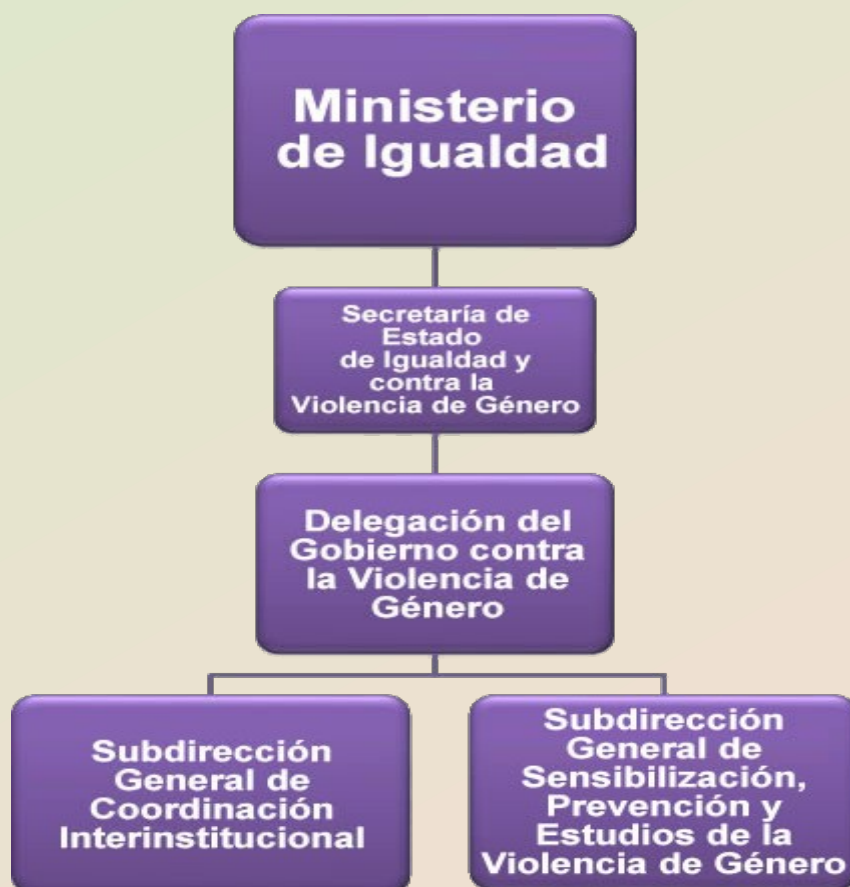 Ministerio
de Igualdad
Secretaría de
Estado
de Igualdad y
contra la
Violencia de Género
Delegación del
Gobierno contra
la Violencia de
Género
Subdirección
General de
Coordinación
Interinstitucional
Subdirección
General de
Sensibilización,
Prevención y
Estudios de la
Violencia de Género